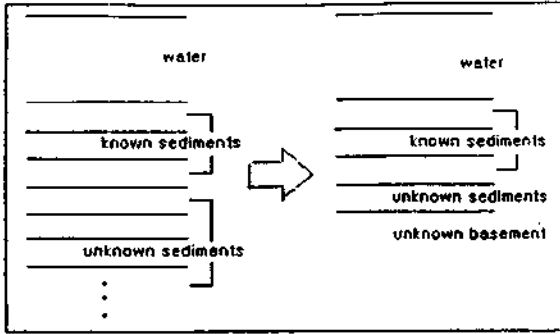 water
known sediments
unknown sediments
water
known sediments
unknown sediments
unknown basement